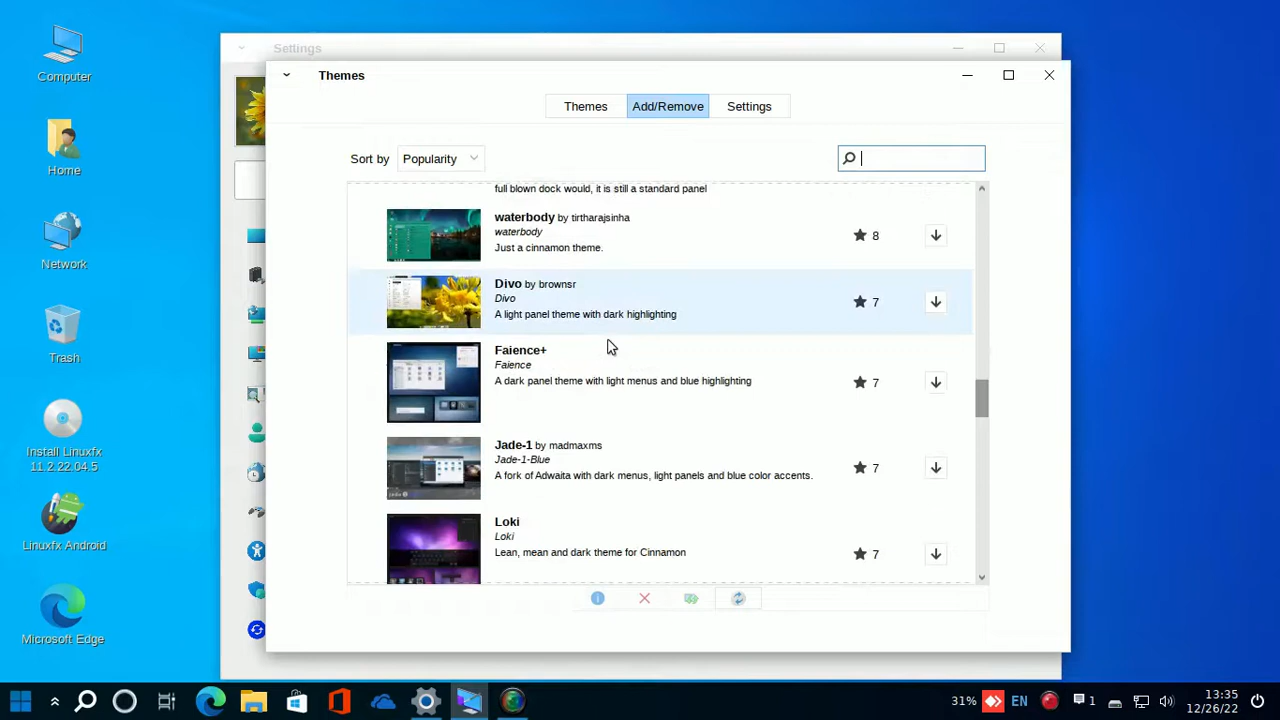 Computer
Home
Network
Trash
Install Linuxfx
11.2.22.04.5
Linuxfx Android
Microsoft Edge
Settings
Themes
Themes
Add/Remove
Settings
Sort by
Popularity
full blown dock would, it is still a standard panel
waterbody by tirtharajsinha
waterbody
Just a cinnamon theme.
8
Divo by brownsr
Divo
A light panel theme with dark highlighting
7
Faience+
Faience
A dark panel theme with light menus and blue highlighting
7
Jade-1 by madmaxms
Jade-1-Blue
A fork of Adwaita with dark menus, light panels and blue color accents.
7
Loki
Loki
Lean, mean and dark theme for Cinnamon
7
31%
EN
1
13:35
12/26/22